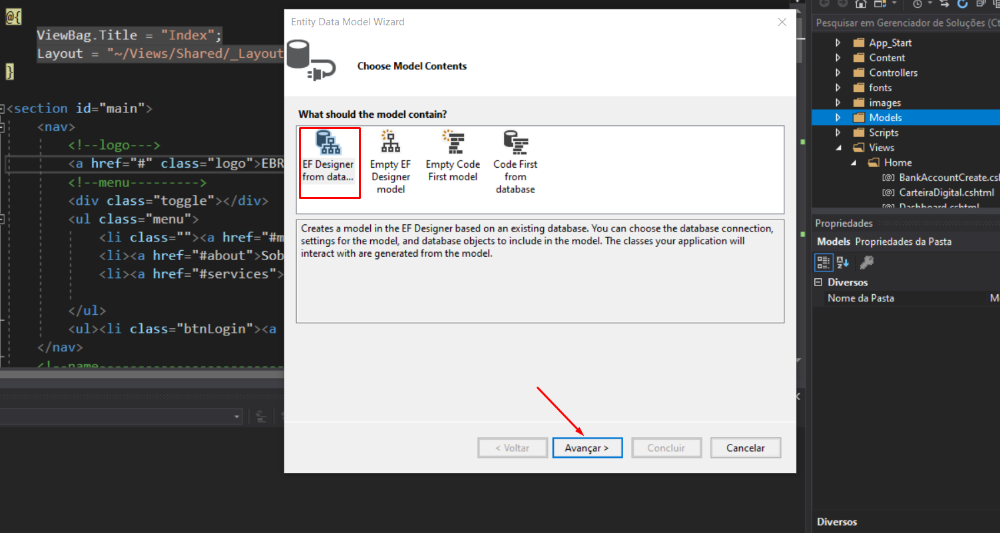 @{
ViewBag.Title = "Index";
Layout = "~/Views/Shared/_Layout
}
<section id="main">
<nav>
<!--logo--->
<a href="#" class="logo">EBR
<!--menu--------->
<div class="toggle"></div>
<ul class="menu">
<li class=""><a href="#m
<li><a href="#about">Sob
<li><a href="#services">
</ul>
<ul><li class="btnLogin"><a
</nav>
Entity Data Model Wizard
Choose Model Contents
What should the model contain?
EF Designer
from data...
Empty EF
Designer
model
Empty Code
First model
Code First
from
database
Creates a model in the EF Designer based on an existing database. You can choose the database connection,
settings for the model, and database objects to include in the model. The classes your application will
interact with are generated from the model.
< Voltar
Avançar >
Concluir
Cancelar
Pesquisar em Gerenciador de Soluções (Ct
App_Start
Content
Controllers
fonts
images
Models
Scripts
Views
Home
[@] BankAccountCreate.csh
[@] CarteiraDigital.cshtml
[@] Dashboard.cshtml
Propriedades
Models Propriedades da Pasta
Diversos
Nome da Pasta
M
Diversos